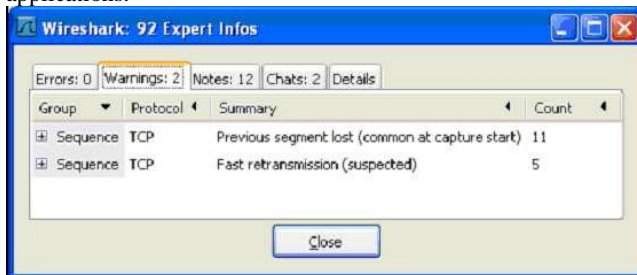 applications.
Wireshark: 92 Expert Infos
Errors: 0 Warnings: 2 Notes: 12 Chats: 2 Details
Group Protocol Summary Count
Sequence TCP Previous segment lost (common at capture start) 11
Sequence TCP Fast retransmission (suspected) 5
Close